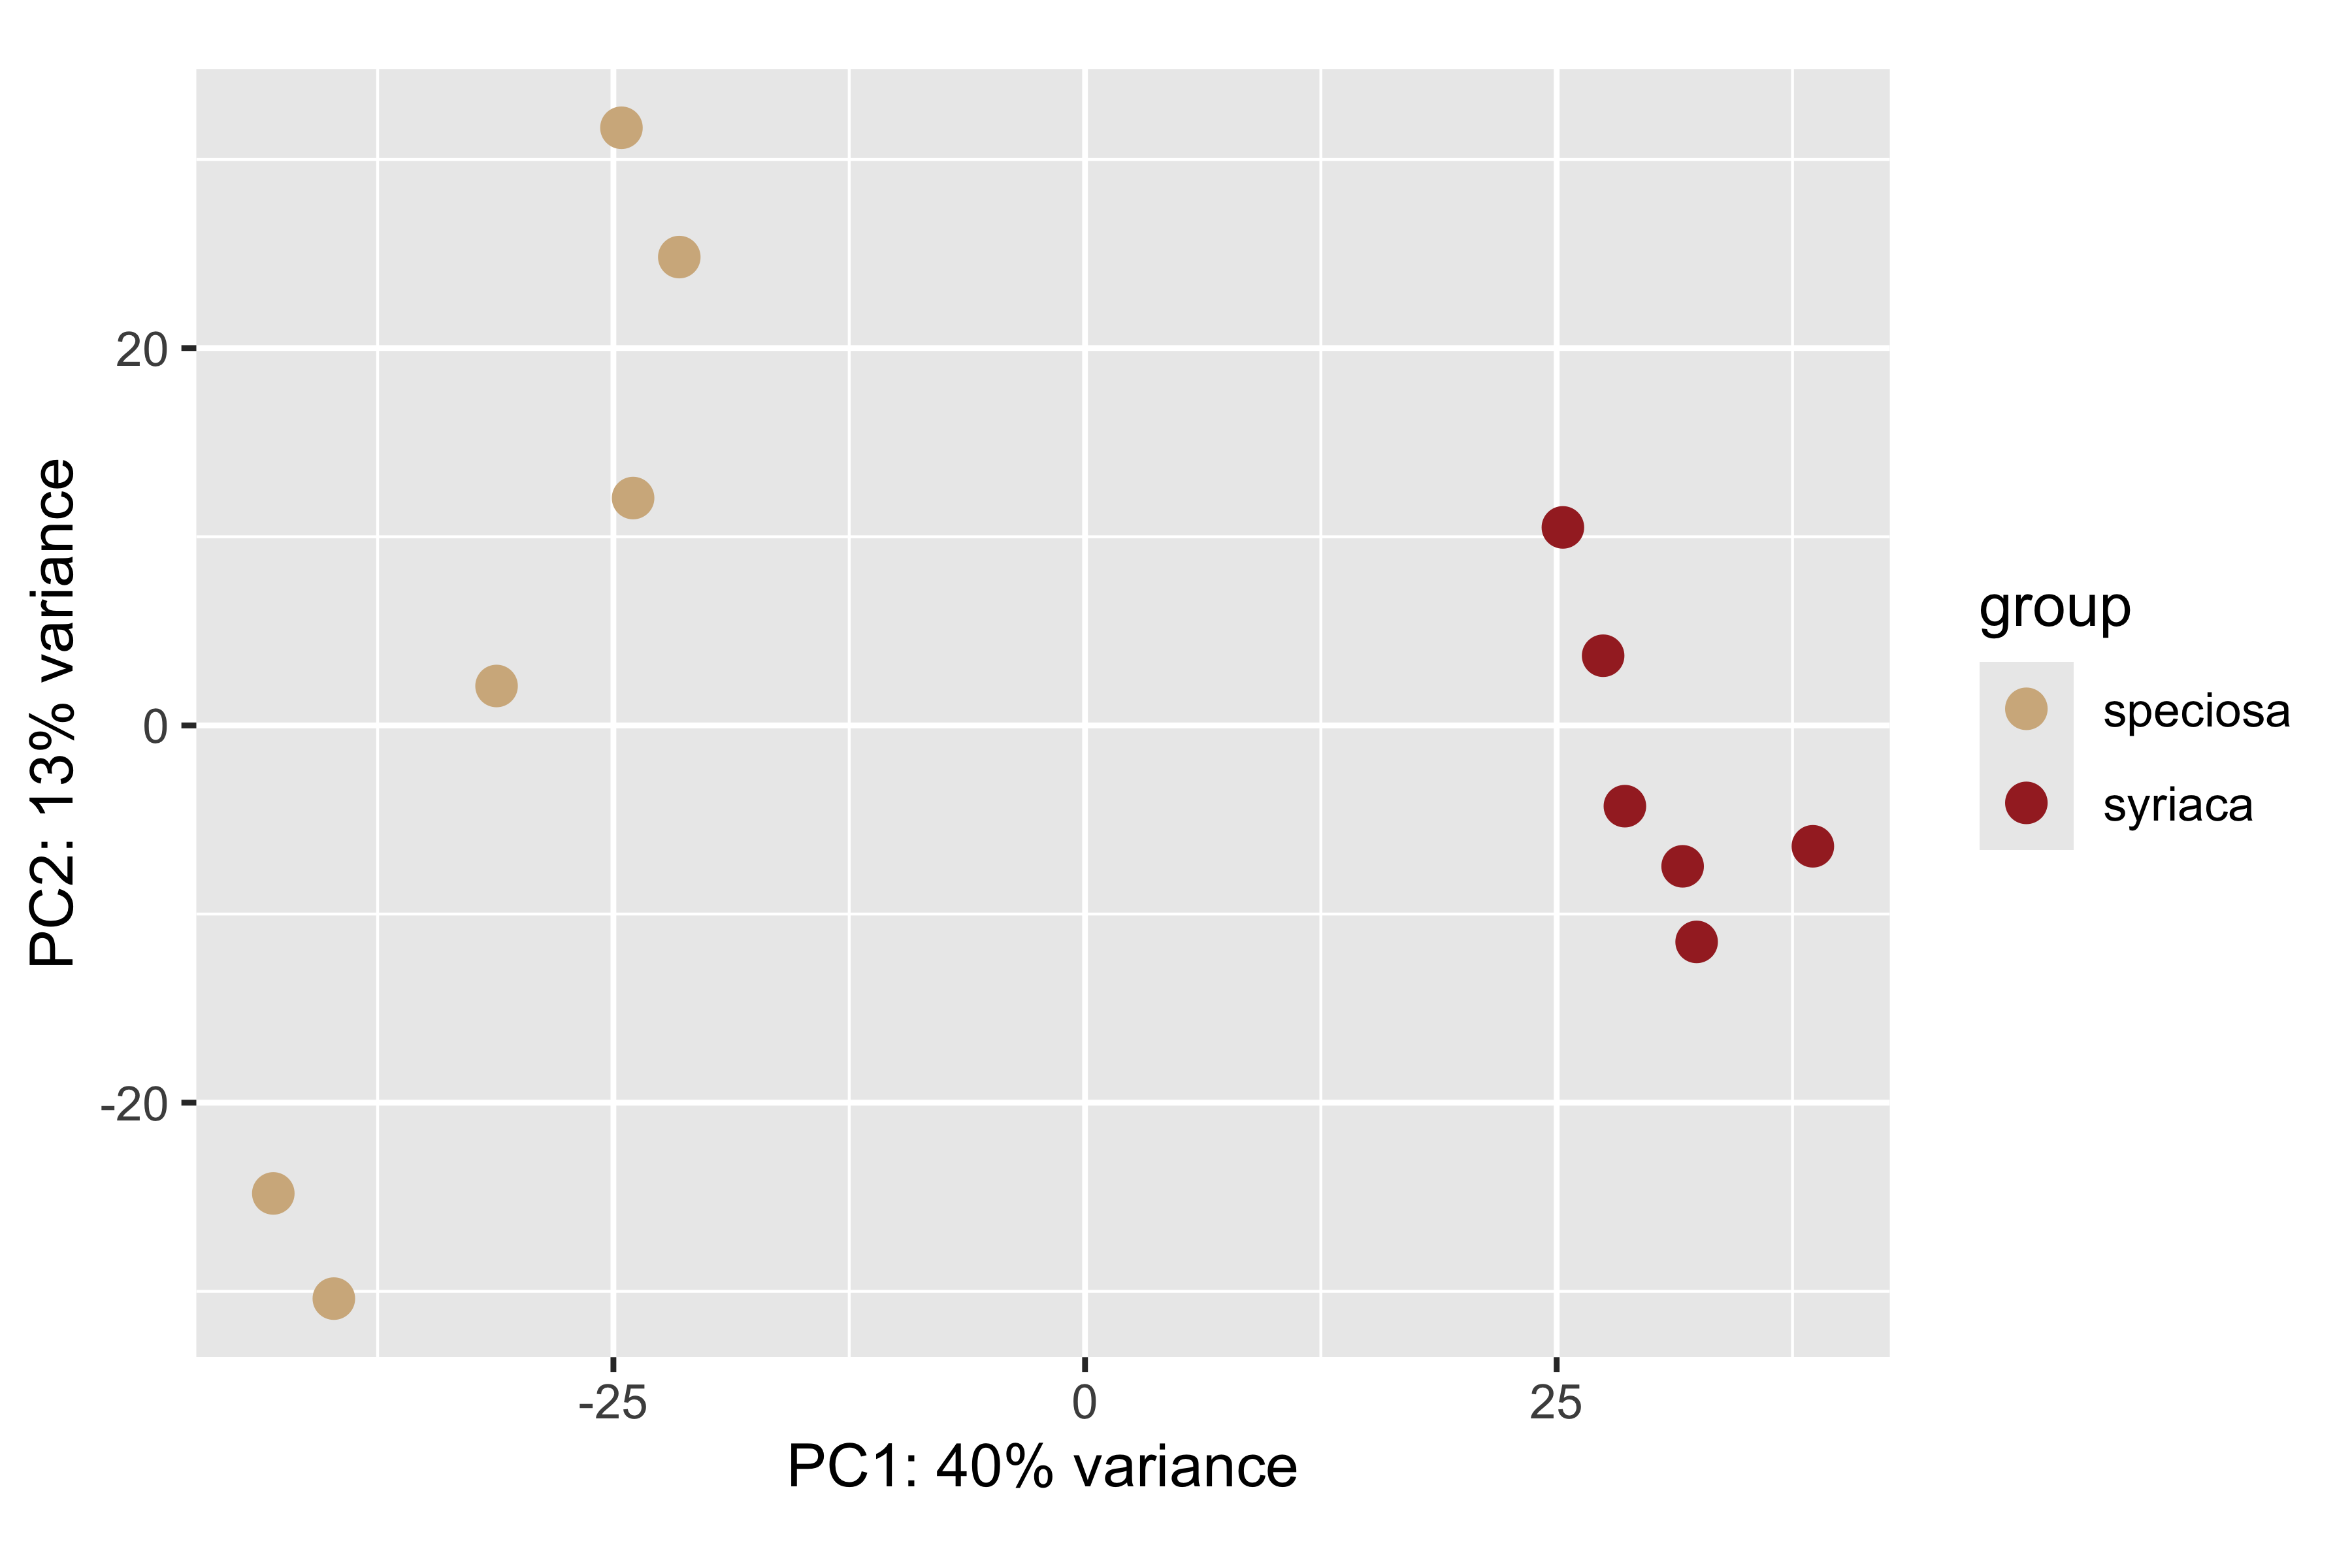 PC2: 13% variance
20
0
-20
-25
0
25
PC1: 40% variance
group
speciosa
syriaca